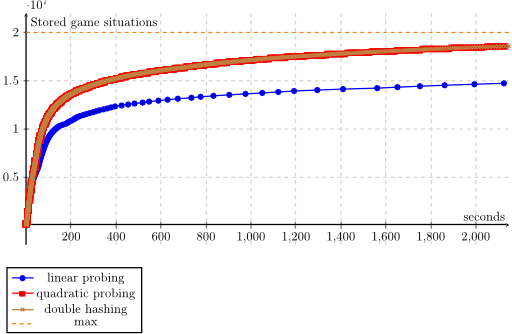 ·10⁷
Stored game situations
2
1.5
1
0.5
seconds
200 400 600 800 1,000 1,200 1,400 1,600 1,800 2,000
linear probing
quadratic probing
double hashing
max